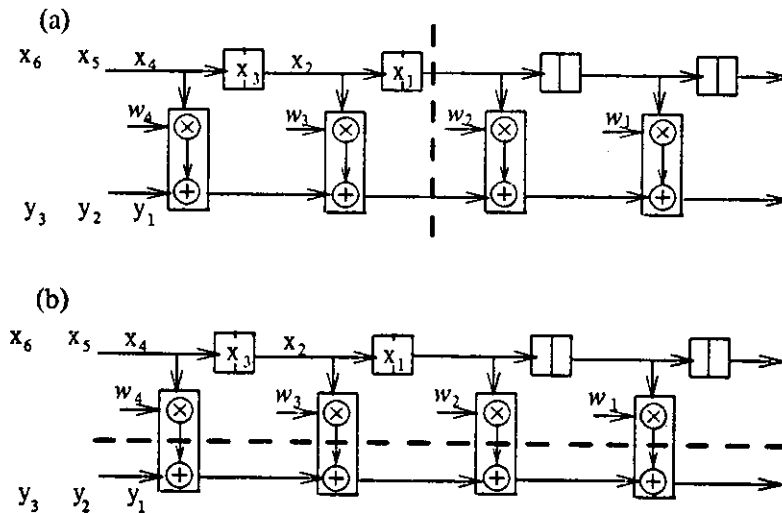 (a)
x₆ x₅ x₄ x₃ x₂ x₁
w₄ w₃ w₂ w₁
y₃ y₂ y₁
(b)
x₆ x₅ x₄ x₃ x₂ x₁
w₄ w₃ w₂ w₁
y₃ y₂ y₁